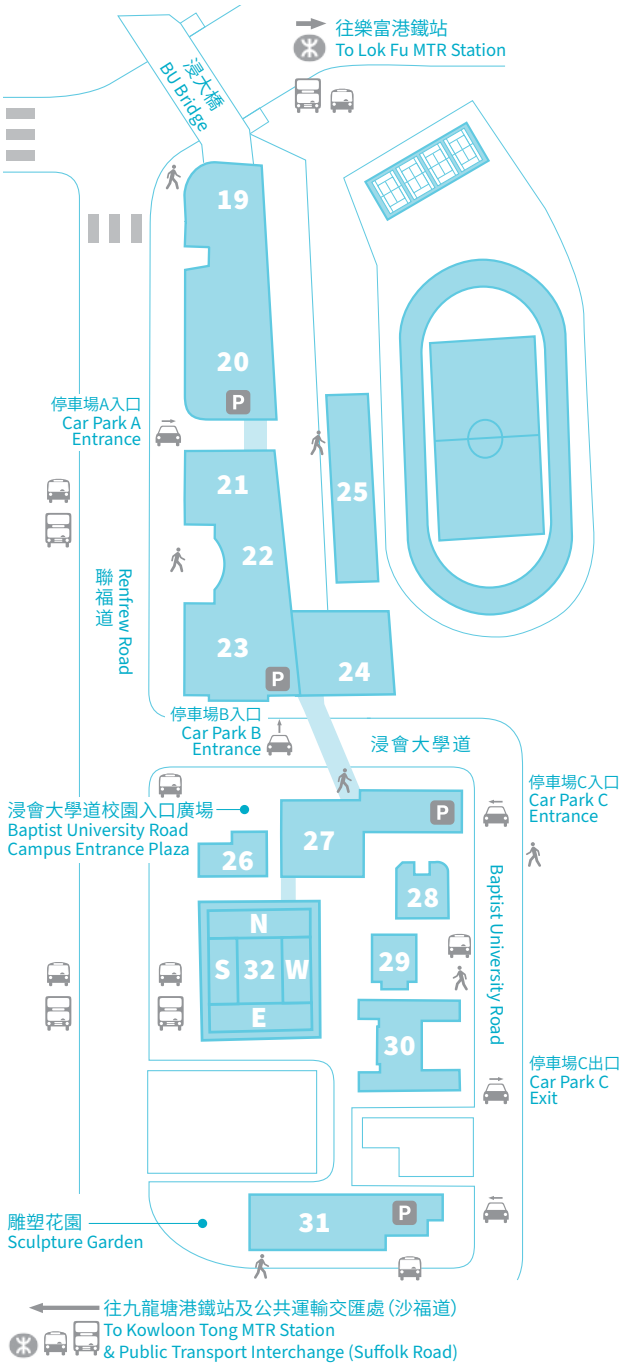 往樂富港鐵站
To Lok Fu MTR Station
浸大橋
BU Bridge
19
20
P
停車場A入口
Car Park A
Entrance
21
22
25
聯福道
Renfrew Road
23
24
P
停車場B入口
Car Park B
Entrance
浸會大學道
停車場C入口
Car Park C
Entrance
浸會大學道校園入口廣場
Baptist University Road
Campus Entrance Plaza
P
27
26
28
Baptist University Road
N
S
32
W
E
29
30
停車場C出口
Car Park C
Exit
雕塑花園
Sculpture Garden
31
P
往九龍塘港鐵站及公共運輸交匯處(沙福道)
To Kowloon Tong MTR Station
& Public Transport Interchange (Suffolk Road)